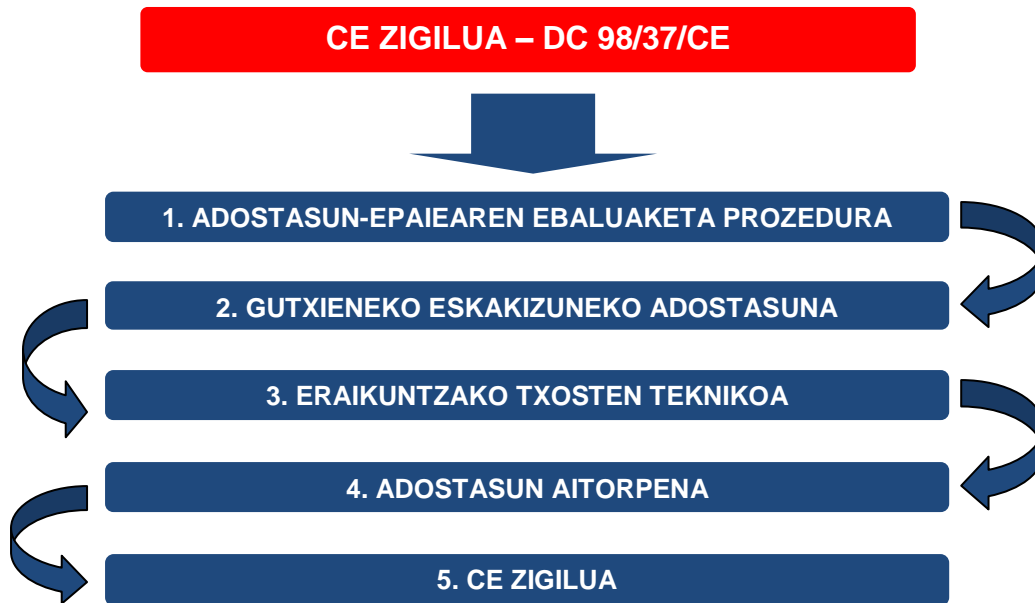 CE ZIGILUA – DC 98/37/CE
1. ADOSTASUN-EPAIEAREN EBALUAKETA PROZEDURA
2. GUTXIENEKO ESKAKIZUNEKO ADOSTASUNA
3. ERAIKUNTZAKO TXOSTEN TEKNIKOA
4. ADOSTASUN AITORPENA
5. CE ZIGILUA